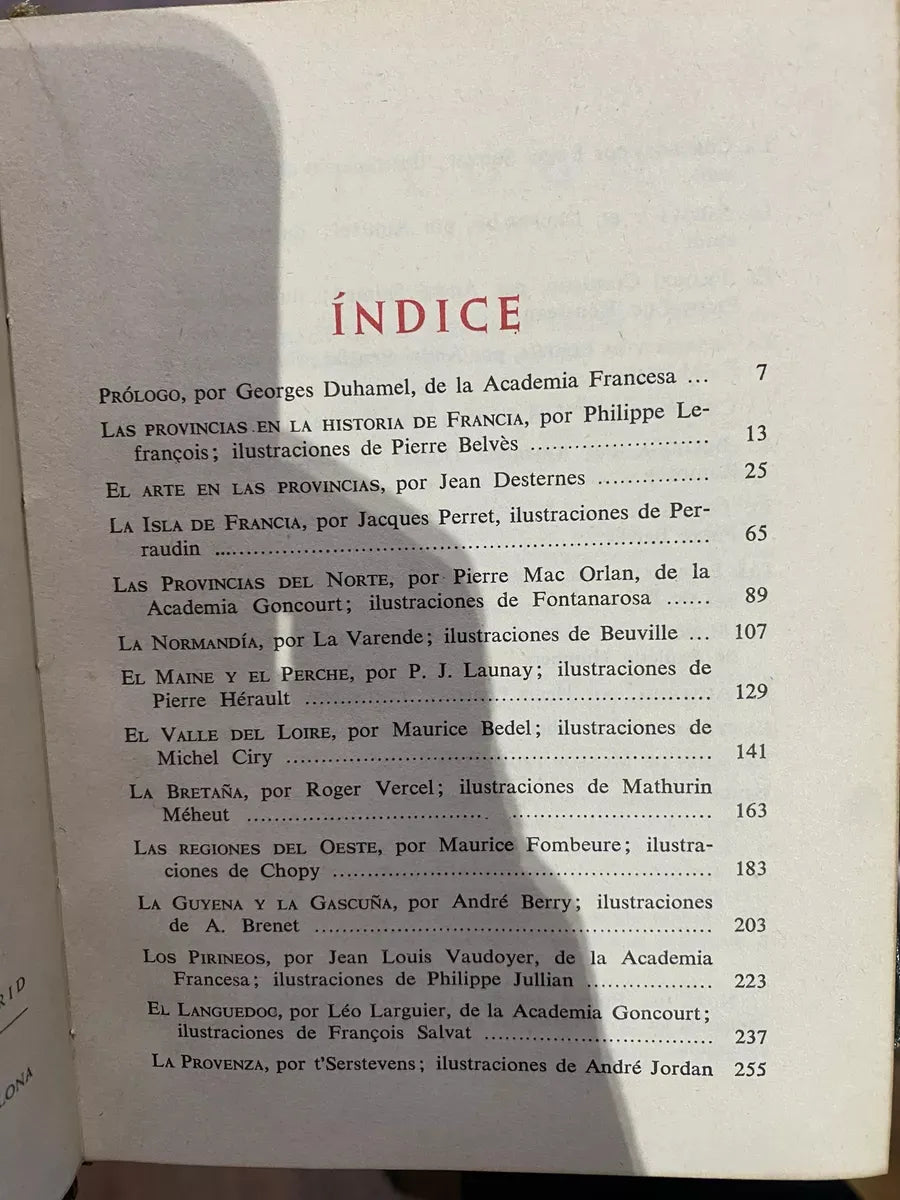 ÍNDICE
PRÓLOGO, por Georges Duhamel, de la Academia Francesa ... 7
LAS PROVINCIAS EN LA HISTORIA DE FRANCIA, por Philippe Le-
françois; ilustraciones de Pierre Belvès ........................ 13
EL ARTE EN LAS PROVINCIAS, por Jean Desternes ............... 25
LA ISLA DE FRANCIA, por Jacques Perret, ilustraciones de Per-
raudin ................................................................ 65
LAS PROVINCIAS DEL NORTE, por Pierre Mac Orlan, de la
Academia Goncourt; ilustraciones de Fontanarosa ...... 89
LA NORMANDÍA, por La Varende; ilustraciones de Beuville ... 107
EL MAINE Y EL PERCHE, por P. J. Launay; ilustraciones de
Pierre Hérault ...................................................... 129
EL VALLE DEL LOIRE, por Maurice Bedel; ilustraciones de
Michel Ciry ......................................................... 141
LA BRETAÑA, por Roger Vercel; ilustraciones de Mathurin
Méheut ................................. ............................ 163
LAS REGIONES DEL OESTE, por Maurice Fombeure; ilustra-
ciones de Chopy ................................................... 183
LA GUYENA Y LA GASCUÑA, por André Berry; ilustraciones
de A. Brenet ...................................................... 203
LOS PIRINEOS, por Jean Louis Vaudoyer, de la Academia
Francesa; ilustraciones de Philippe Jullian .................. 223
EL LANGUEDOC, por Léo Larguier, de la Academia Goncourt;
ilustraciones de François Salvat ................................. 237
LA PROVENZA, por t'Serstevens; ilustraciones de André Jordan 255
RID
LONA